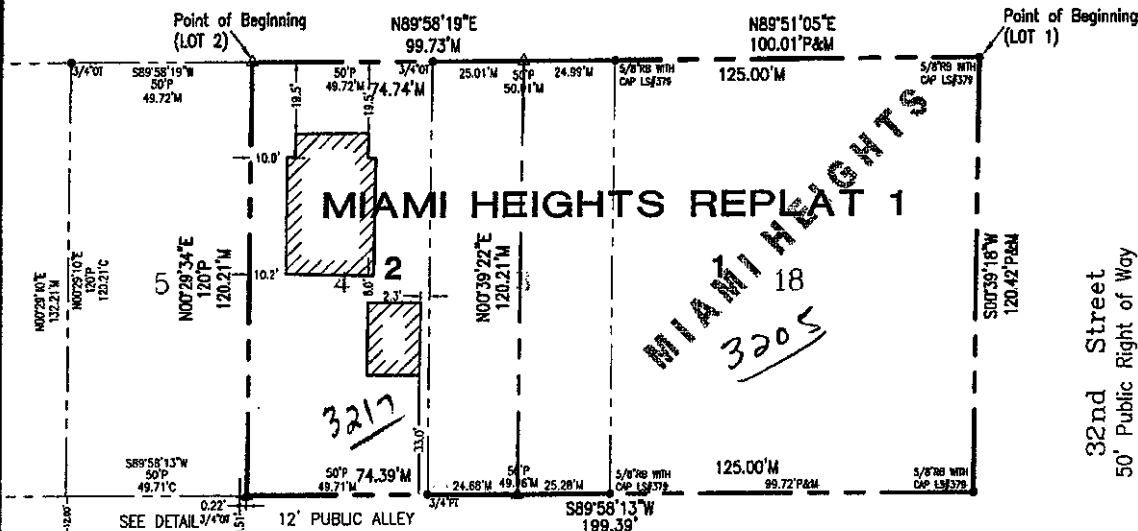 Point of Beginning
(LOT 2)
N89°58'19"E
99.73'M
N89°51'05"E
100.01'P&M
Point of Beginning
(LOT 1)
3/4"OT
S89°58'19"W
50'P
49.72'M
50'P
49.72'M
74.74'M
3/4"OT
25.01'M
50'P
50.01'M
24.99'M
5/8"RB WITH
CAP LS#379
125.00'M
5/8"RB WITH
CAP LS#379
19.5'
19.5'
10.0'
MIAMI HEIGHTS REPLAT 1
MIAMI HEIGHTS
N00°29'10"E
132.21'M
N00°29'10"E
120'P
120.21'C
5
N00°29'34"E
120'P
120.21'M
10.2'
4
2
8.0'
2.3'
N00°39'22"E
120.21'M
1
18
3205
S00°39'18"W
120.42'P&M
32nd Street
50' Public Right of Way
3217
33.0'
S89°58'13"W
50'P
49.71'C
50'P
49.71'M
74.39'M
24.68'M
50'P
25.28'M
5/8"RB WITH
CAP LS#379
125.00'M
99.72'P&M
5/8"RB WITH
CAP LS#379
0.22'
3/4"PT
S89°58'13"W
199.39'
12.00'
SEE DETAIL
12' PUBLIC ALLEY